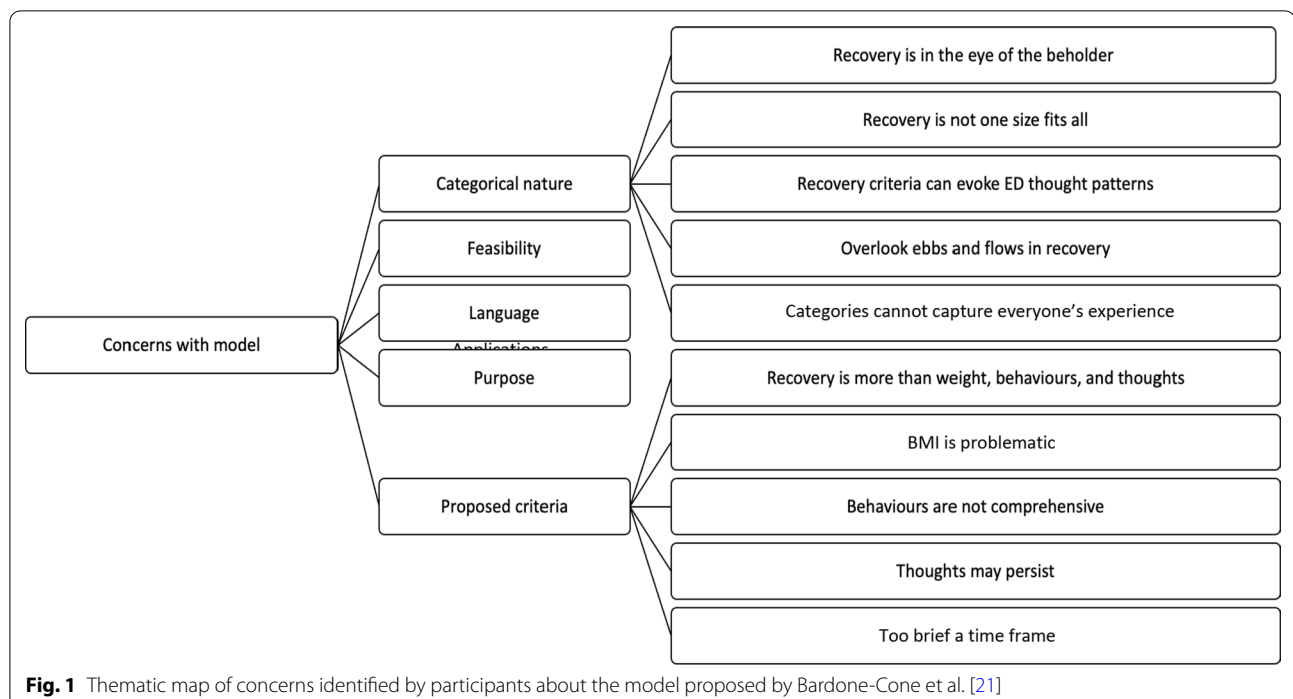 Recovery is in the eye of the beholder
Recovery is not one size fits all
Categorical nature
Recovery criteria can evoke ED thought patterns
Feasibility
Overlook ebbs and flows in recovery
Language
Categories cannot capture everyone's experience
Concerns with model
Applications
Purpose
Recovery is more than weight, behaviours, and thoughts
BMI is problematic
Proposed criteria
Behaviours are not comprehensive
Thoughts may persist
Too brief a time frame
Fig. 1 Thematic map of concerns identified by participants about the model proposed by Bardone-Cone et al. [21]